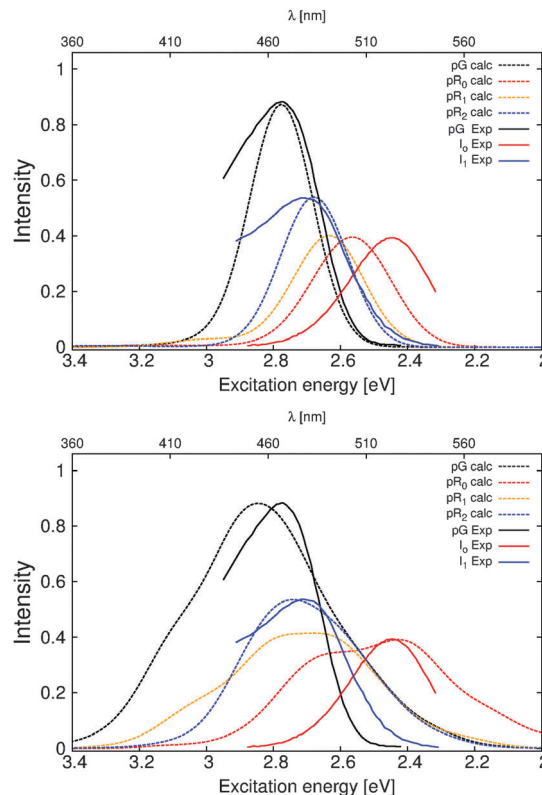 λ [nm]
360 410 460 510 560
1
0.8
0.6
0.4
0.2
0
Intensity
pG calc
pR₀ calc
pR₁ calc
pR₂ calc
pG Exp
Iₒ Exp
I₁ Exp
3.4 3.2 3 2.8 2.6 2.4 2.2 2
Excitation energy [eV]
λ [nm]
360 410 460 510 560
1
0.8
0.6
0.4
0.2
0
Intensity
pG calc
pR₀ calc
pR₁ calc
pR₂ calc
pG Exp
Iₒ Exp
I₁ Exp
3.4 3.2 3 2.8 2.6 2.4 2.2 2
Excitation energy [eV]